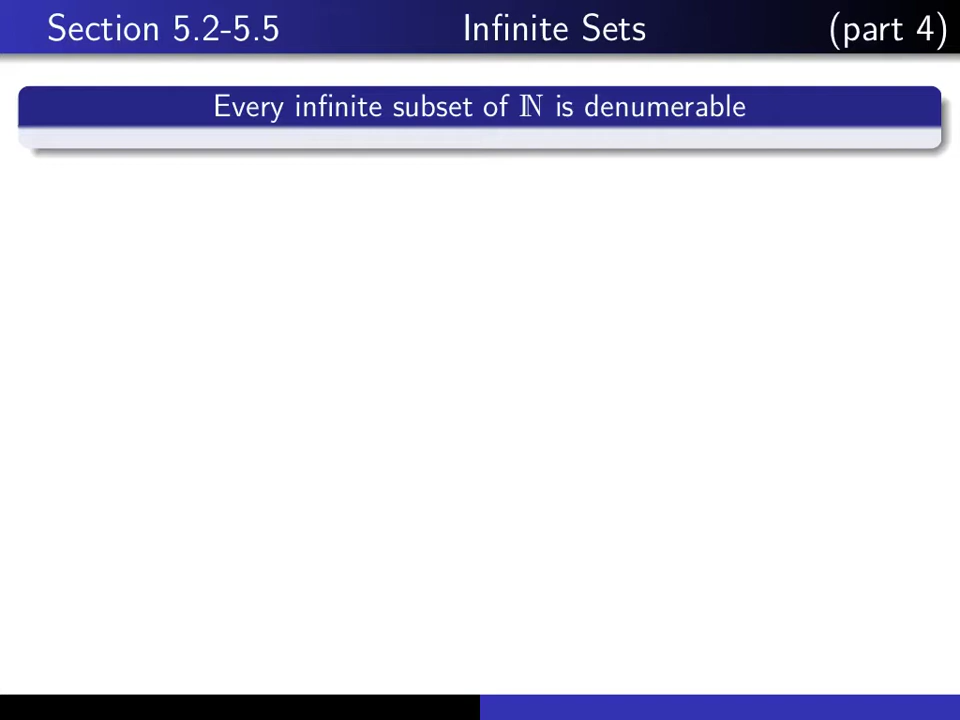 Section 5.2-5.5 Infinite Sets (part 4)
Every infinite subset of ℕ is denumerable